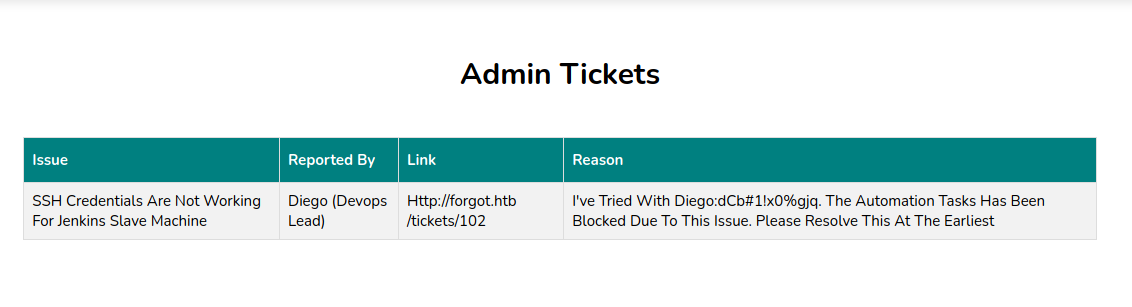 Admin Tickets
Issue
Reported By
Link
Reason
SSH Credentials Are Not Working
For Jenkins Slave Machine
Diego (Devops
Lead)
Http://forgot.htb
/tickets/102
I've Tried With Diego:dCb#1!x0%gjq. The Automation Tasks Has Been
Blocked Due To This Issue. Please Resolve This At The Earliest